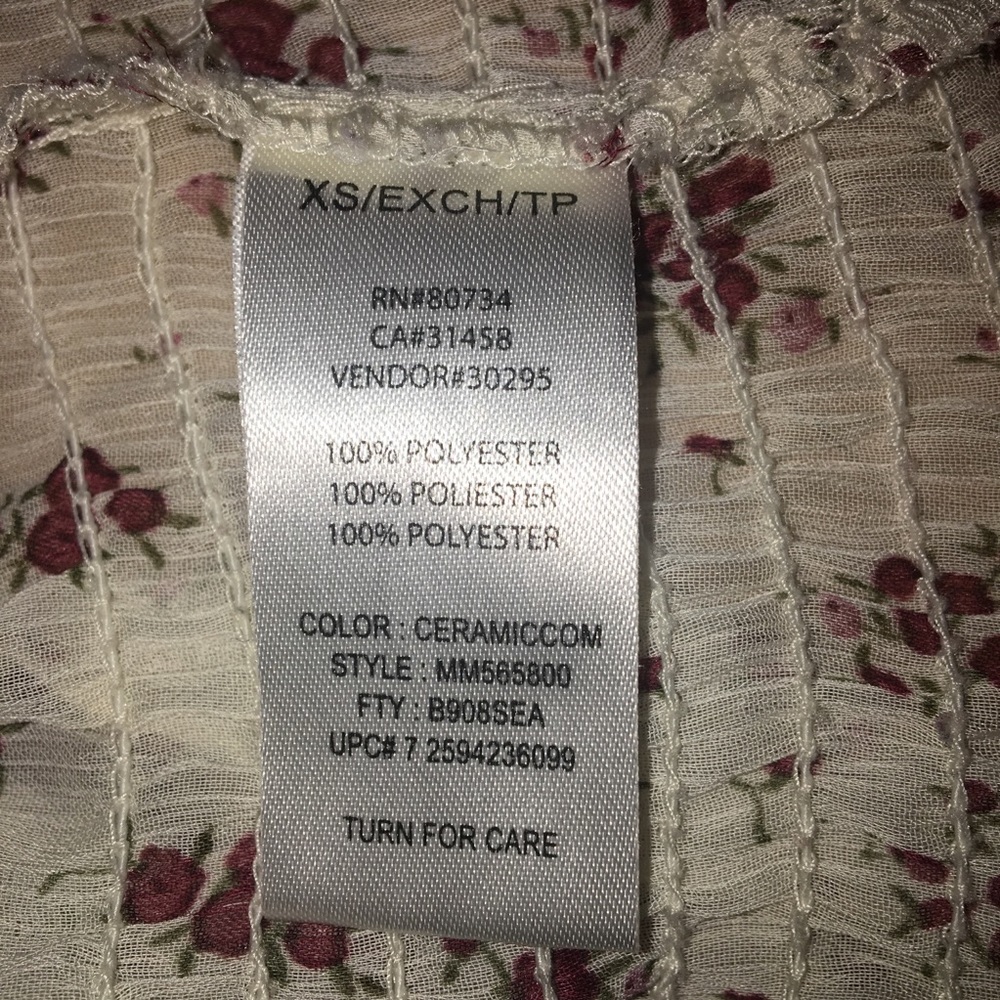 XS/EXCH/TP
RN#80734
CA#31458
VENDOR#30295
100% POLYESTER
100% POLIESTER
100% POLYESTER
COLOR : CERAMICCOM
STYLE : MM565800
FTY : B908SEA
UPC# 7 2594236099
TURN FOR CARE